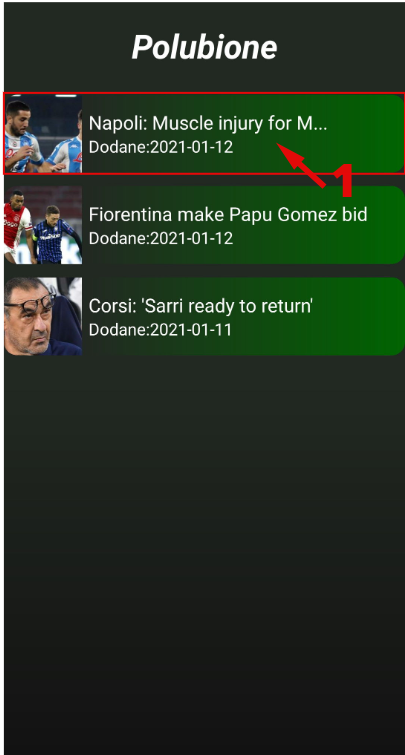 Polubione
Napoli: Muscle injury for M...
Dodane:2021-01-12
1
Fiorentina make Papu Gomez bid
Dodane:2021-01-12
Corsi: 'Sarri ready to return'
Dodane:2021-01-11